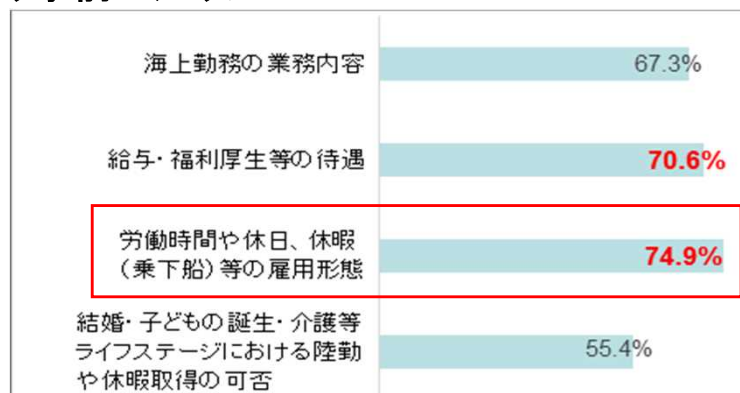 海上勤務の業務内容
67.3%
給与・福利厚生等の待遇
70.6%
労働時間や休日、休暇
（乗下船）等の雇用形態
74.9%
結婚・子どもの誕生・介護等
ライフステージにおける陸勤
や休暇取得の可否
55.4%